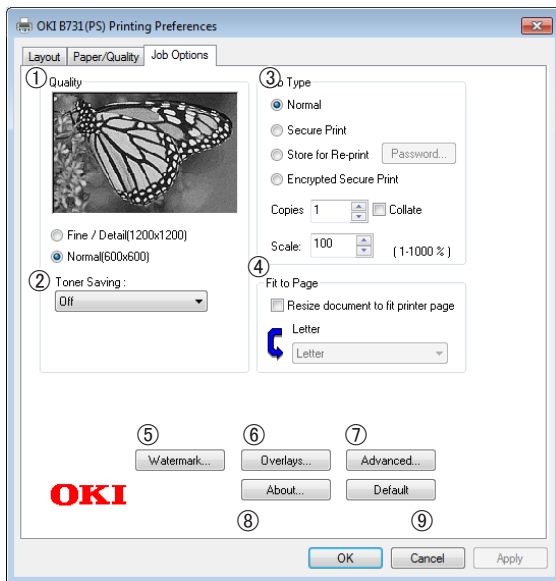 OKI B731(PS) Printing Preferences
Layout Paper/Quality Job Options
① Quality
Fine / Detail(1200x1200)
Normal(600x600)
② Toner Saving :
Off
③ b Type
Normal
Secure Print
Store for Re-print Password...
Encrypted Secure Print
Copies 1 Collate
Scale: 100 ( 1-1000 % )
④
Fit to Page
Resize document to fit printer page
Letter
Letter
⑤ ⑥ ⑦
Watermark... Overlays... Advanced...
OKI
About... Default
⑧ ⑨
OK Cancel Apply